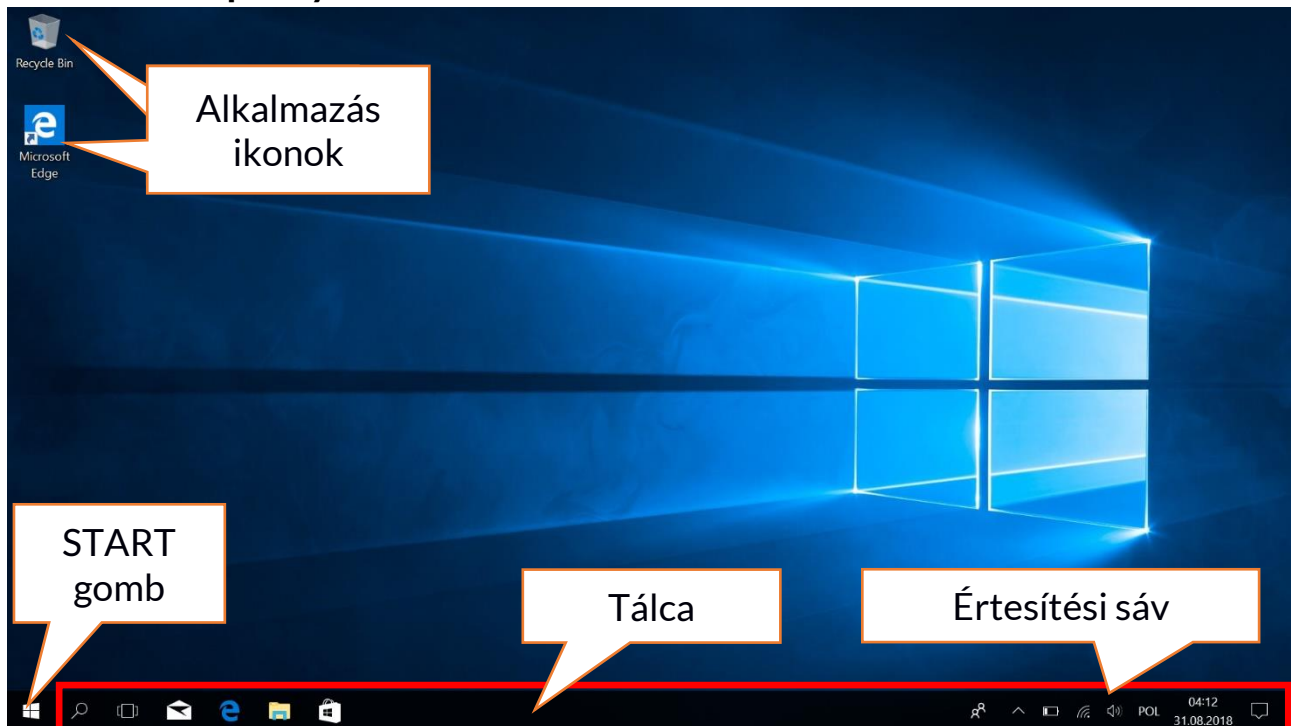 Recycle Bin
Alkalmazás
ikonok
Microsoft
Edge
START
gomb
Tálca
Értesítési sáv
POL
04:12
31.08.2018